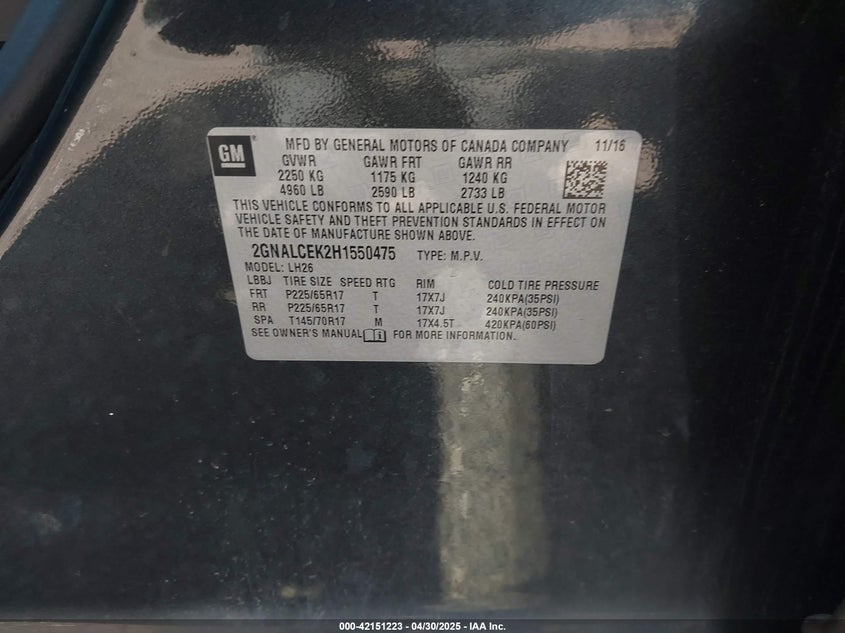 GM ® MFD BY GENERAL MOTORS OF CANADA COMPANY 11/16
GVWR GAWR FRT GAWR RR
2250 KG 1175 KG 1240 KG
4960 LB 2590 LB 2733 LB
THIS VEHICLE CONFORMS TO ALL APPLICABLE U.S. FEDERAL MOTOR
VEHICLE SAFETY AND THEFT PREVENTION STANDARDS IN EFFECT ON
THE DATE OF MANUFACTURE SHOWN ABOVE.
2GNALCEK2H1550475 TYPE: M.P.V.
MODEL: LH26
LBBJ TIRE SIZE SPEED RTG RIM COLD TIRE PRESSURE
FRT P225/65R17 T 17X7J 240KPA(35PSI)
RR P225/65R17 T 17X7J 240KPA(35PSI)
SPA T145/70R17 M 17X4.5T 420KPA(60PSI)
SEE OWNER'S MANUAL FOR MORE INFORMATION.
000-42151223 - 04/30/2025 - IAA Inc.